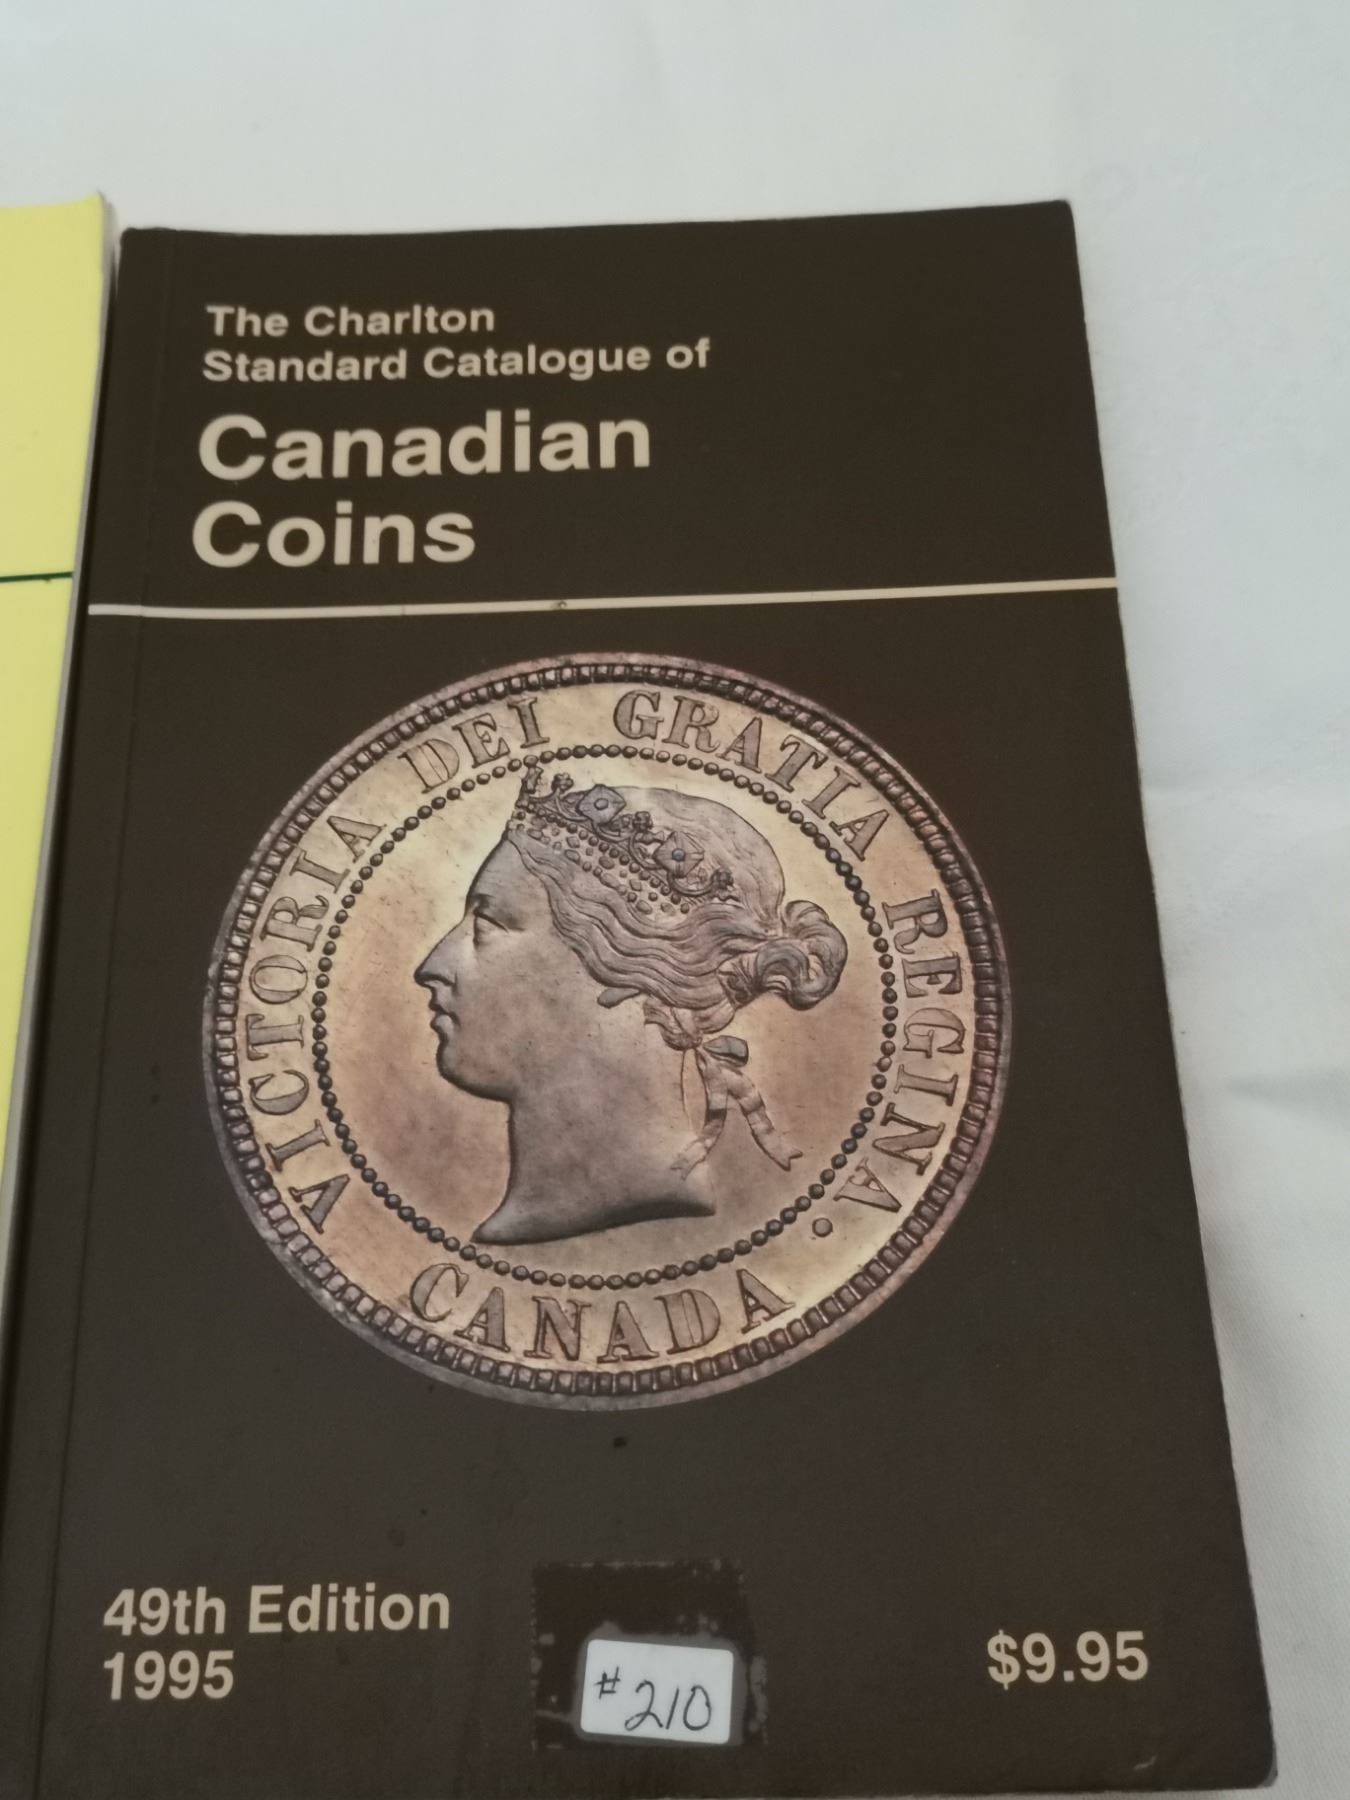 The Charlton
Standard Catalogue of
Canadian
Coins
VICTORIA DEI GRATIA REGINA.
CANADA
49th Edition
1995
$9.95
#210